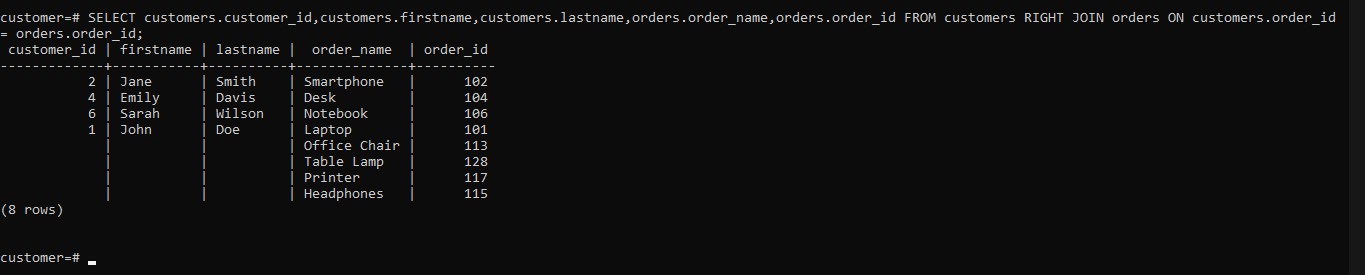 customer=# SELECT customers.customer_id,customers.firstname,customers.lastname,orders.order_name,orders.order_id FROM customers RIGHT JOIN orders ON customers.order_id
= orders.order_id;
 customer_id | firstname | lastname |  order_name  | order_id
-------------+-----------+----------+--------------+----------
           2 | Jane      | Smith    | Smartphone   |      102
           4 | Emily     | Davis    | Desk         |      104
           6 | Sarah     | Wilson   | Notebook     |      106
           1 | John      | Doe      | Laptop       |      101
             |           |          | Office Chair |      113
             |           |          | Table Lamp   |      128
             |           |          | Printer      |      117
             |           |          | Headphones   |      115
(8 rows)
customer=#